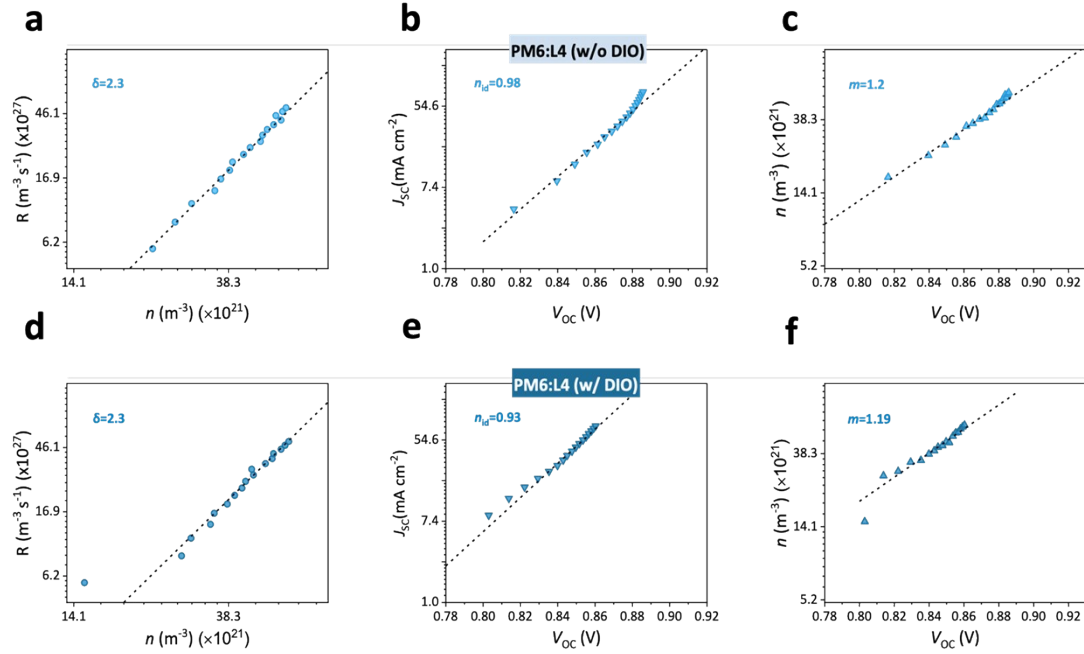 a
δ=2.3
R (m⁻³ s⁻¹) (x10²⁷)
46.1
16.9
6.2
14.1
38.3
n (m⁻³) (×10²¹)
b
PM6:L4 (w/o DIO)
n_id=0.98
J_SC(mA cm⁻²)
54.6
7.4
1.0
0.78 0.80 0.82 0.84 0.86 0.88 0.90 0.92
V_OC (V)
c
m=1.2
n (m⁻³) (×10²¹)
38.3
14.1
5.2
0.78 0.80 0.82 0.84 0.86 0.88 0.90 0.92
V_OC (V)
d
δ=2.3
R (m⁻³ s⁻¹) (x10²⁷)
46.1
16.9
6.2
14.1
38.3
n (m⁻³) (×10²¹)
e
PM6:L4 (w/ DIO)
n_id=0.93
J_SC(mA cm⁻²)
54.6
7.4
1.0
0.78 0.80 0.82 0.84 0.86 0.88 0.90 0.92
V_OC (V)
f
m=1.19
n (m⁻³) (×10²¹)
38.3
14.1
5.2
0.78 0.80 0.82 0.84 0.86 0.88 0.90 0.92
V_OC (V)